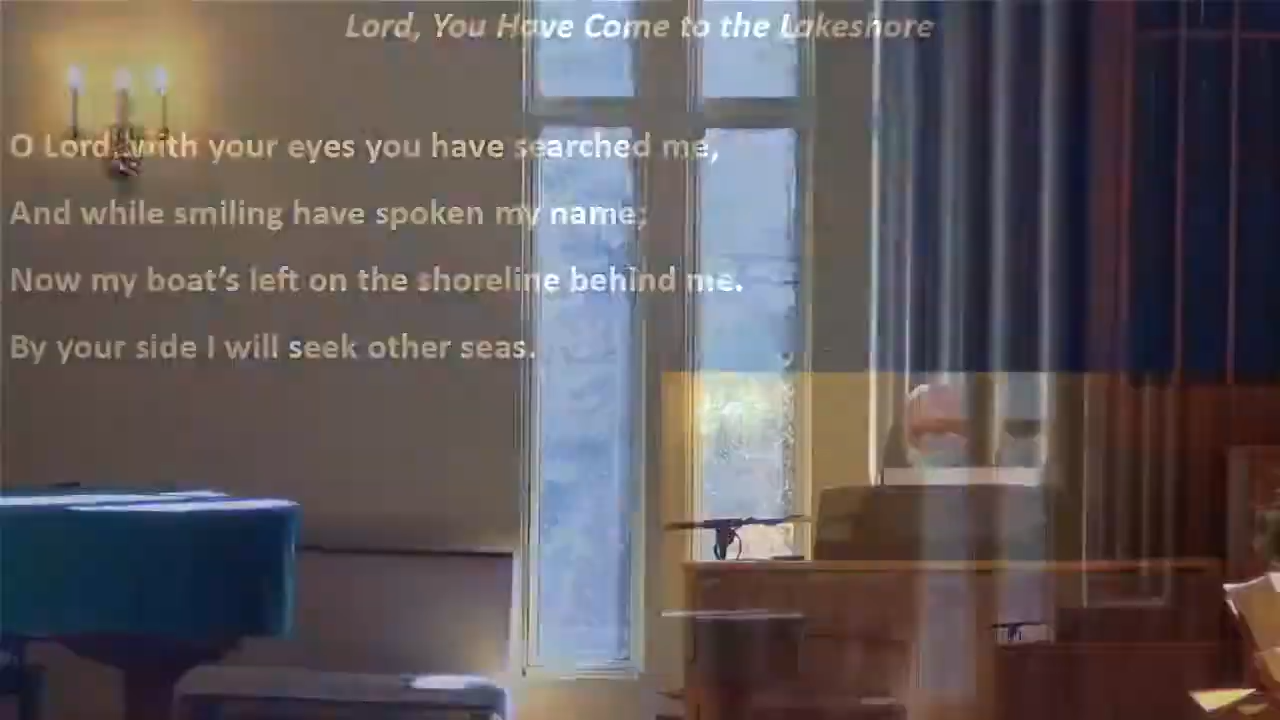 Lord, You Have Come to the Lakeshore
O Lord, with your eyes you have searched me,
And while smiling have spoken my name;
Now my boat’s left on the shoreline behind me.
By your side I will seek other seas.